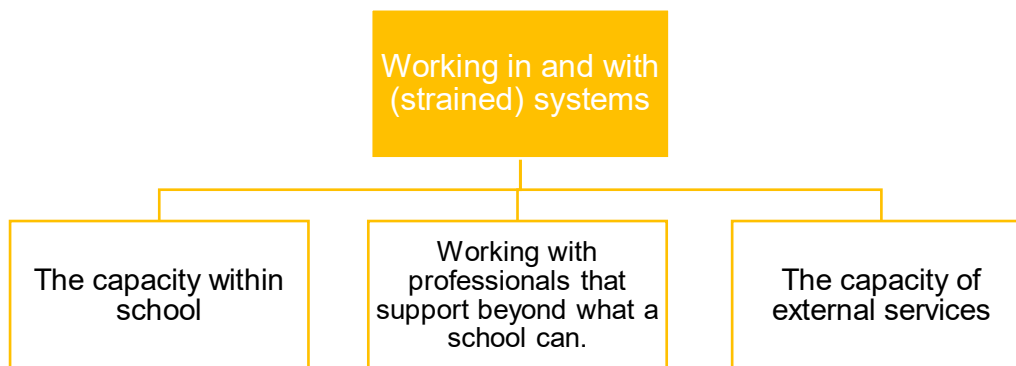 Working in and with
(strained) systems
The capacity within
school
Working with
professionals that
support beyond what a
school can.
The capacity of
external services